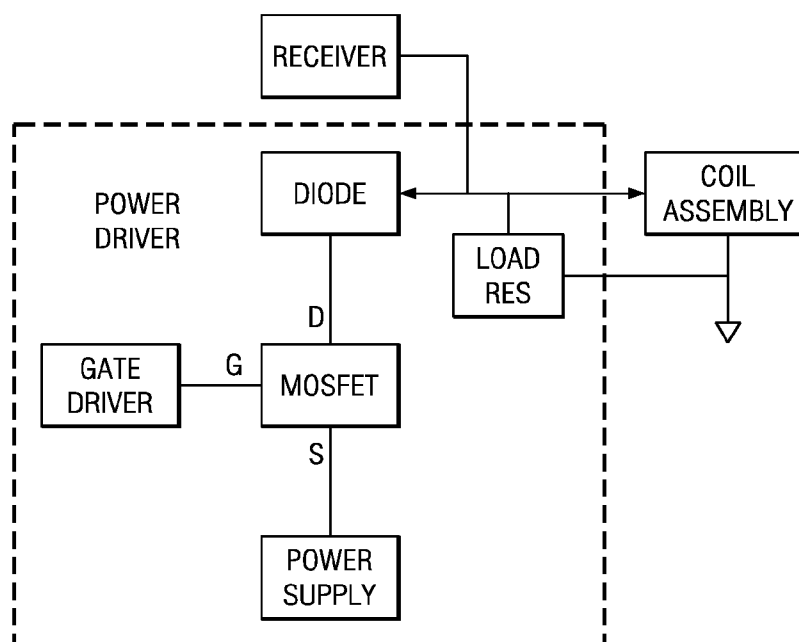 RECEIVER
POWER
DRIVER
DIODE
COIL
ASSEMBLY
LOAD
RES
D
GATE
DRIVER
G
MOSFET
S
POWER
SUPPLY